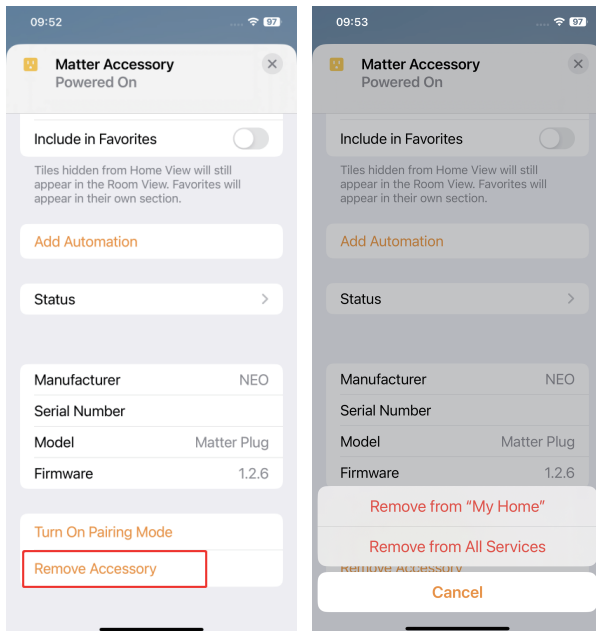 09:52
97
Matter Accessory
Powered On
Include in Favorites
Tiles hidden from Home View will still
appear in the Room View. Favorites will
appear in their own section.
Add Automation
Status
Manufacturer
NEO
Serial Number
Model
Matter Plug
Firmware
1.2.6
Turn On Pairing Mode
Remove Accessory
09:53
97
Matter Accessory
Powered On
Include in Favorites
Tiles hidden from Home View will still
appear in the Room View. Favorites will
appear in their own section.
Add Automation
Status
Manufacturer
NEO
Serial Number
Model
Matter Plug
Firmware
1.2.6
Remove from “My Home”
Remove from All Services
Remove Accessory
Cancel